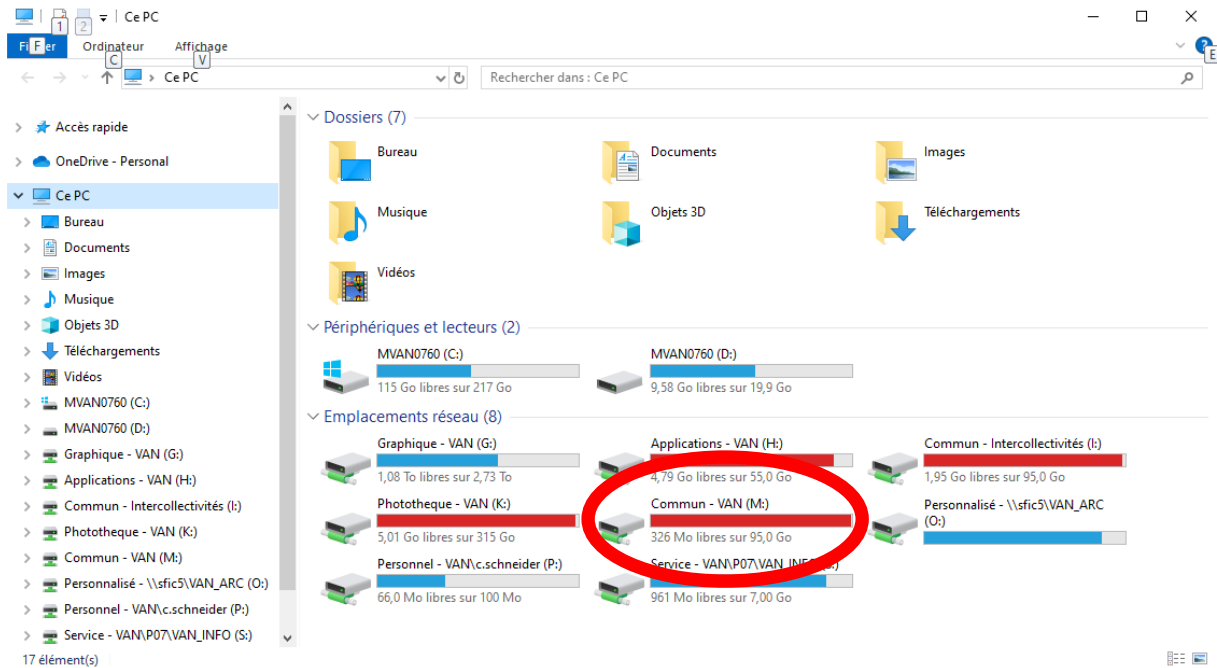 Ce PC
1
2
Fi F er
Ordinateur
Affichage
C
V
E
Ce PC
Rechercher dans : Ce PC
Accès rapide
OneDrive - Personal
Ce PC
Bureau
Documents
Images
Musique
Objets 3D
Téléchargements
Vidéos
MVAN0760 (C:)
MVAN0760 (D:)
Graphique - VAN (G:)
Applications - VAN (H:)
Commun - Intercollectivités (I:)
Phototheque - VAN (K:)
Commun - VAN (M:)
Personnalisé - \\sfic5\VAN_ARC (O:)
Personnel - VAN\c.schneider (P:)
Service - VAN\P07\VAN_INFO (S:)
Dossiers (7)
Bureau
Documents
Images
Musique
Objets 3D
Téléchargements
Vidéos
Périphériques et lecteurs (2)
MVAN0760 (C:)
115 Go libres sur 217 Go
MVAN0760 (D:)
9,58 Go libres sur 19,9 Go
Emplacements réseau (8)
Graphique - VAN (G:)
1,08 To libres sur 2,73 To
Applications - VAN (H:)
4,79 Go libres sur 55,0 Go
Commun - Intercollectivités (I:)
1,95 Go libres sur 95,0 Go
Phototheque - VAN (K:)
5,01 Go libres sur 315 Go
Commun - VAN (M:)
326 Mo libres sur 95,0 Go
Personnalisé - \\sfic5\VAN_ARC
(O:)
Personnel - VAN\c.schneider (P:)
66,0 Mo libres sur 100 Mo
Service - VAN\P07\VAN_INFO (S:)
961 Mo libres sur 7,00 Go
17 élément(s)